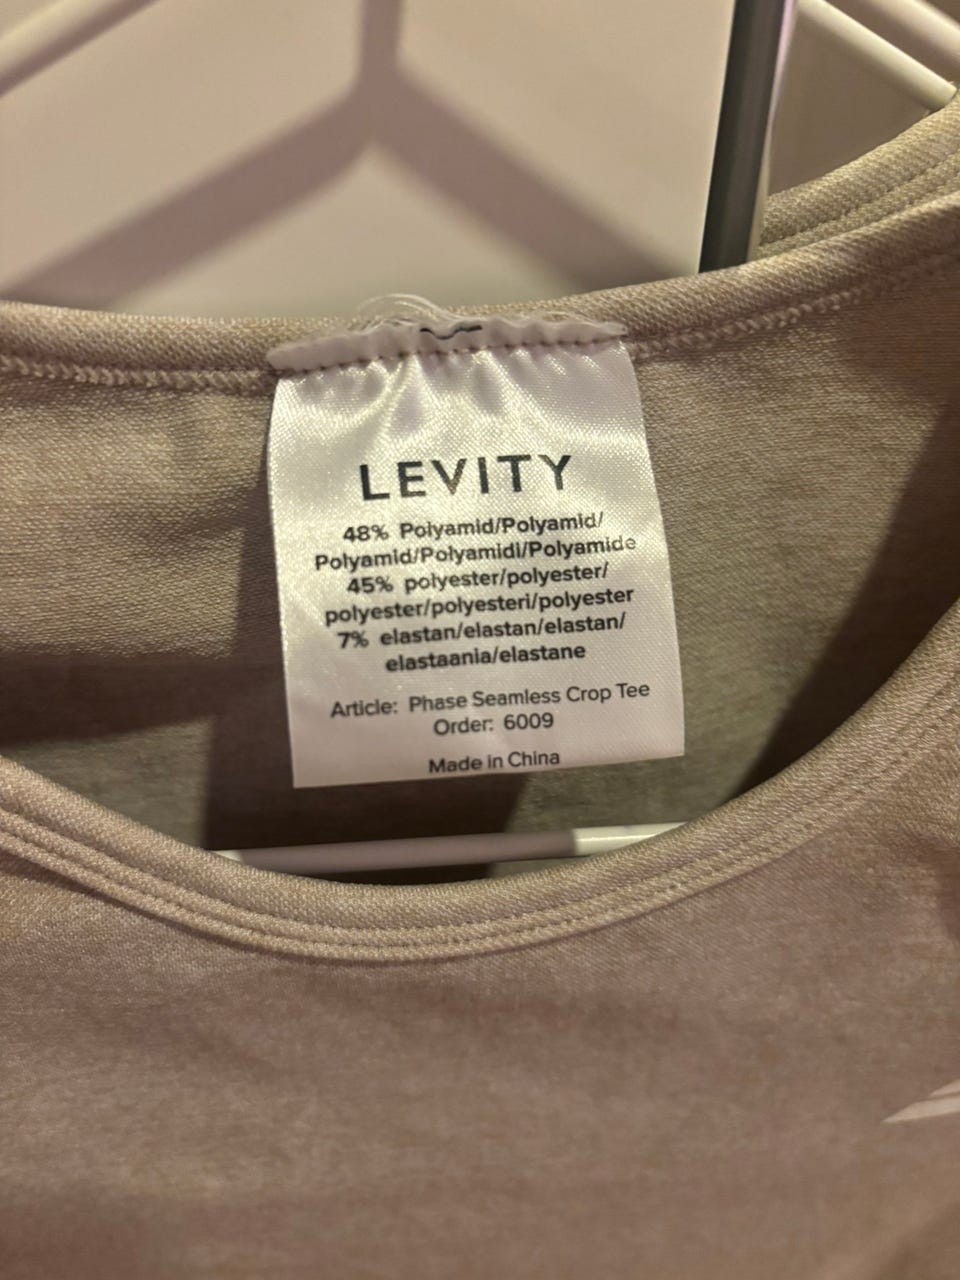 LEVITY
48% Polyamid/Polyamid/
Polyamid/Polyamidi/Polyamide
45% polyester/polyester/
polyester/polyesteri/polyester
7% elastan/elastan/elastan/
elastaania/elastane
Article: Phase Seamless Crop Tee
Order: 6009
Made in China